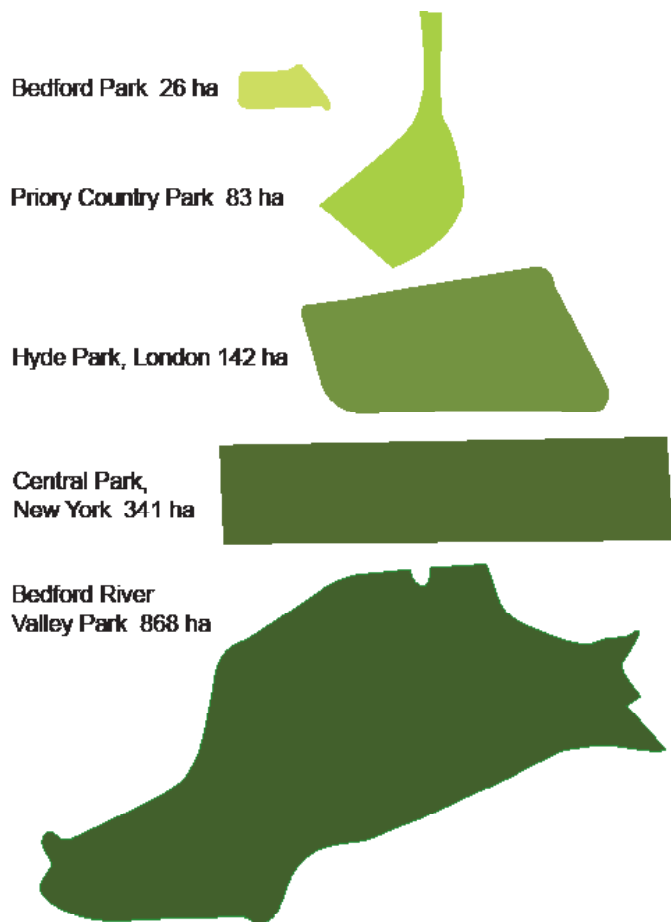 Bedford Park 26 ha
Priory Country Park 83 ha
Hyde Park, London 142 ha
Central Park,
New York 341 ha
Bedford River
Valley Park 868 ha